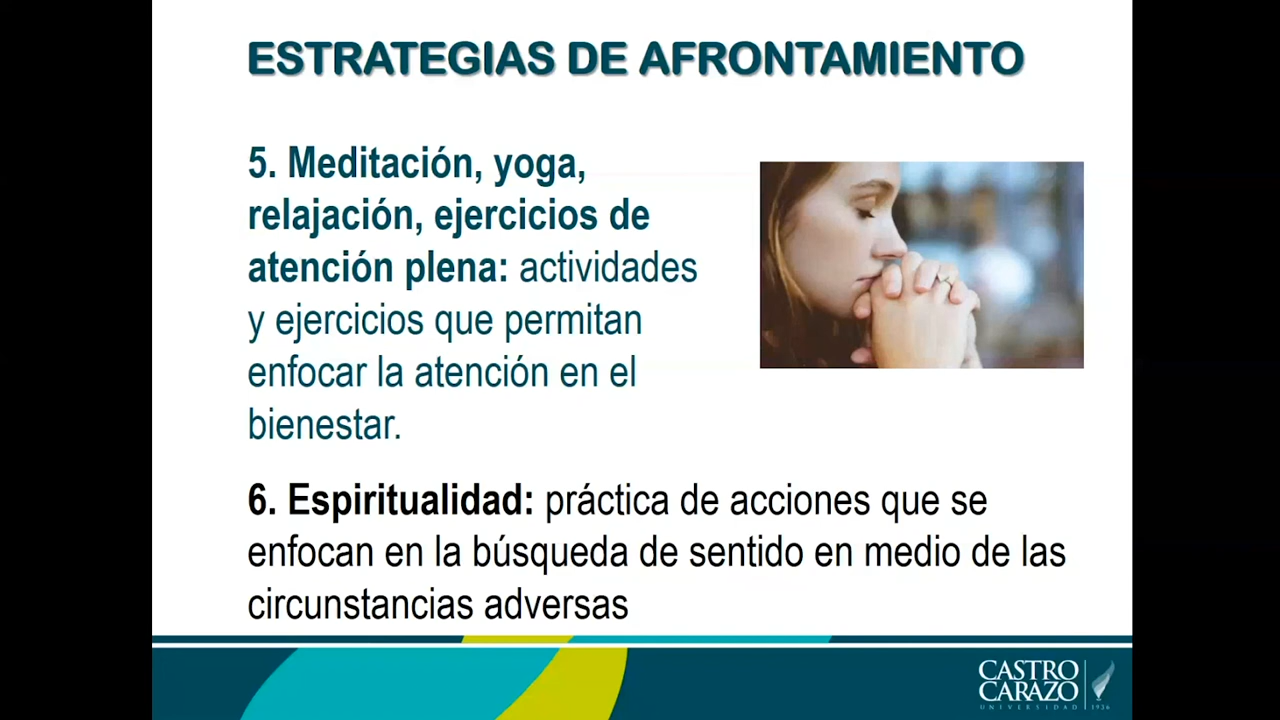 ESTRATEGIAS DE AFRONTAMIENTO
5. Meditación, yoga,
relajación, ejercicios de
atención plena: actividades
y ejercicios que permitan
enfocar la atención en el
bienestar.
6. Espiritualidad: práctica de acciones que se
enfocan en la búsqueda de sentido en medio de las
circunstancias adversas
CASTRO
CARAZO
UNIVERSIDAD 1936